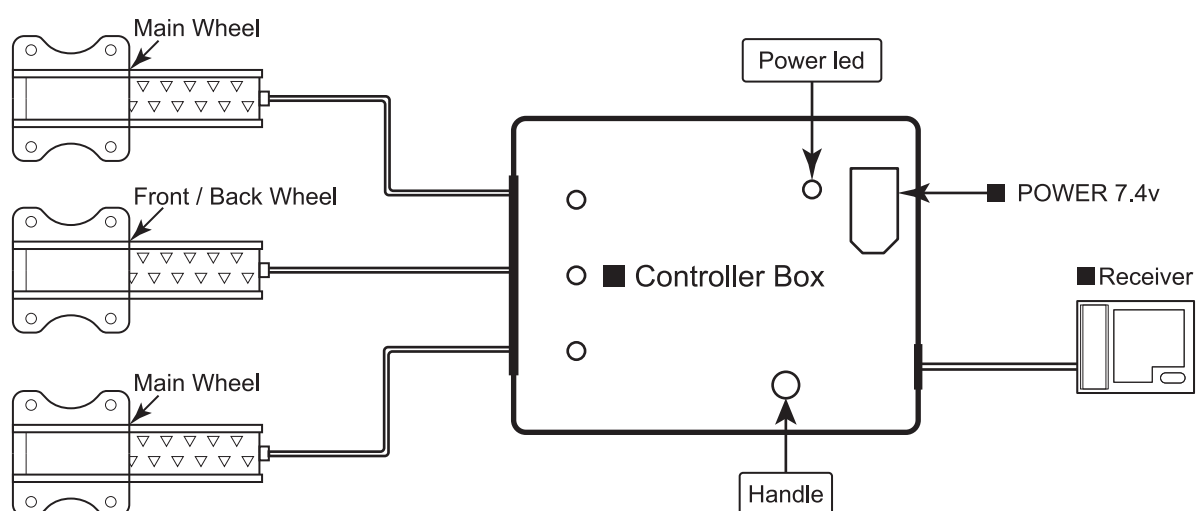 Main Wheel
Power led
Front / Back Wheel
■ POWER 7.4v
■ Controller Box
■ Receiver
Main Wheel
Handle